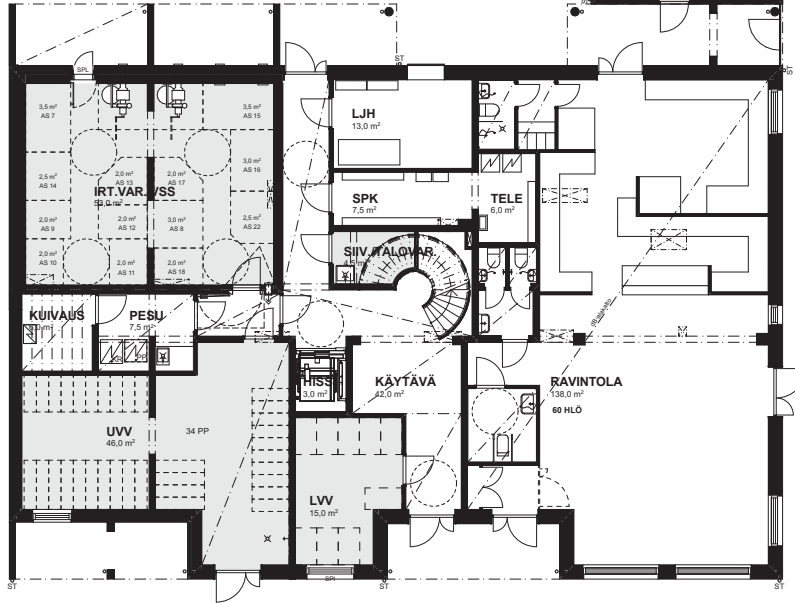 ST
ST
SPL
3,5 m²
AS 7
3,5 m²
AS 15
LJH
13,0 m²
2,5 m²
AS 14
2,0 m²
AS 13
2,0 m²
AS 17
3,0 m²
AS 16
IRT.VAR. VSS
53,0 m²
SPK
7,5 m²
TELE
6,0 m²
2,0 m²
AS 9
2,0 m²
AS 12
3,0 m²
AS 8
2,5 m²
AS 22
2,0 m²
AS 10
2,0 m²
AS 11
2,0 m²
AS 18
SIIV./TALOVAR.
4,5 m²
KUIVAUS
PESU
7,5 m²
KR
HISSI
3,0 m²
KÄYTÄVÄ
42,0 m²
RAVINTOLA
138,0 m²
60 HLÖ
UVV
46,0 m²
34 PP
LVV
15,0 m²
SPL
ST
ST
ST